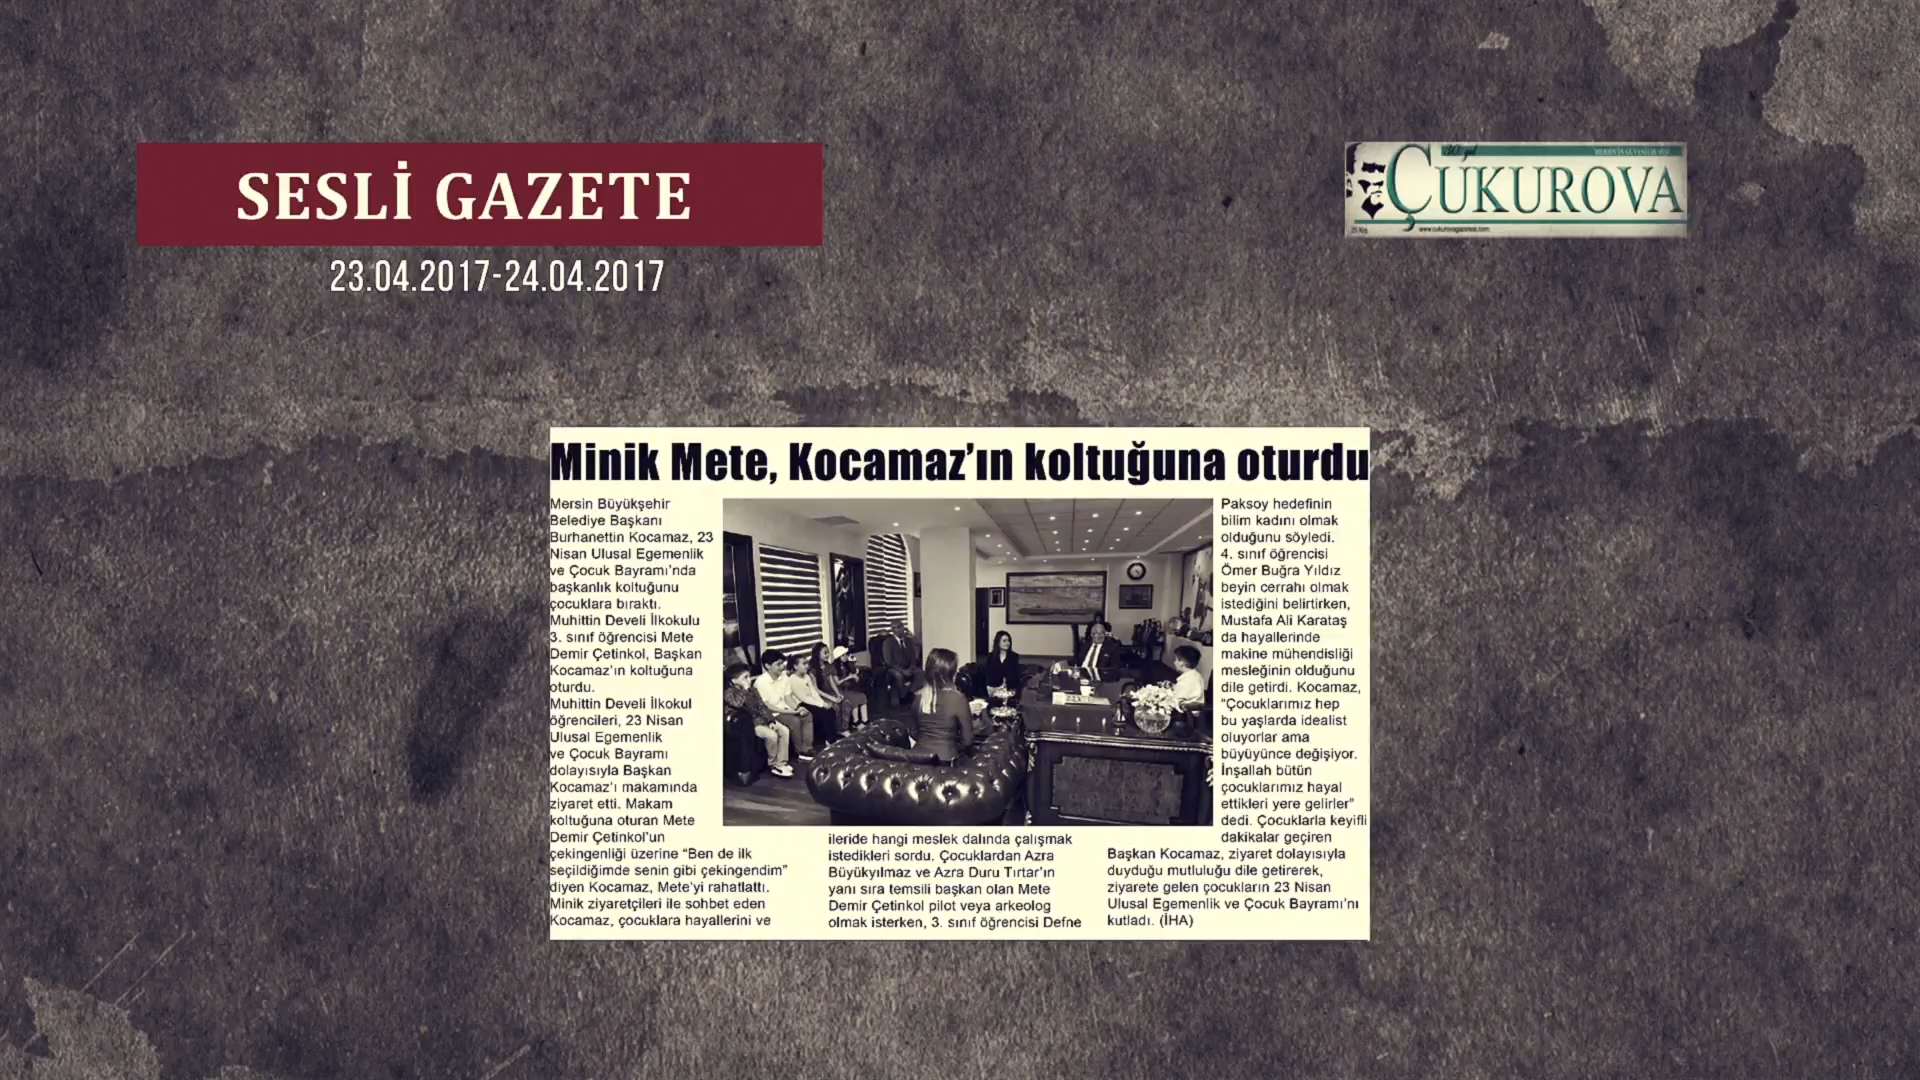 SESLİ GAZETE
23.04.2017-24.04.2017
ÇUKUROVA
www.cukurovagazetesi.com
Minik Mete, Kocamaz’ın koltuğuna oturdu
Mersin Büyükşehir
Belediye Başkanı
Burhanettin Kocamaz, 23
Nisan Ulusal Egemenlik
ve Çocuk Bayramı’nda
başkanlık koltuğunu
çocuklara bıraktı.
Muhittin Develi İlkokulu
3. sınıf öğrencisi Mete
Demir Çetinkol, Başkan
Kocamaz’ın koltuğuna
oturdu.
Muhittin Develi İlkokul
öğrencileri, 23 Nisan
Ulusal Egemenlik
ve Çocuk Bayramı
dolayısıyla Başkan
Kocamaz’ı makamında
ziyaret etti. Makam
koltuğuna oturan Mete
Demir Çetinkol’un
çekingenliği üzerine “Ben de ilk
seçildiğimde senin gibi çekingendim”
diyen Kocamaz, Mete’yi rahatlattı.
Minik ziyaretçileri ile sohbet eden
Kocamaz, çocuklara hayallerini ve
ileride hangi meslek dalında çalışmak
istedikleri sordu. Çocuklardan Azra
Büyükyılmaz ve Azra Duru Tırtar’ın
yanı sıra temsili başkan olan Mete
Demir Çetinkol pilot veya arkeolog
olmak isterken, 3. sınıf öğrencisi Defne
Paksoy hedefinin
bilim kadını olmak
olduğunu söyledi.
4. sınıf öğrencisi
Ömer Buğra Yıldız
beyin cerrahı olmak
istediğini belirtirken,
Mustafa Ali Karataş
da hayallerinde
makine mühendisliği
mesleğinin olduğunu
dile getirdi. Kocamaz,
“Çocuklarımız hep
bu yaşlarda idealist
oluyorlar ama
büyüyünce değişiyor.
İnşallah bütün
çocuklarımız hayal
ettikleri yere gelirler”
dedi. Çocuklarla keyifli
dakikalar geçiren
Başkan Kocamaz, ziyaret dolayısıyla
duyduğu mutluluğu dile getirerek,
ziyarete gelen çocukların 23 Nisan
Ulusal Egemenlik ve Çocuk Bayramı’nı
kutladı. (İHA)